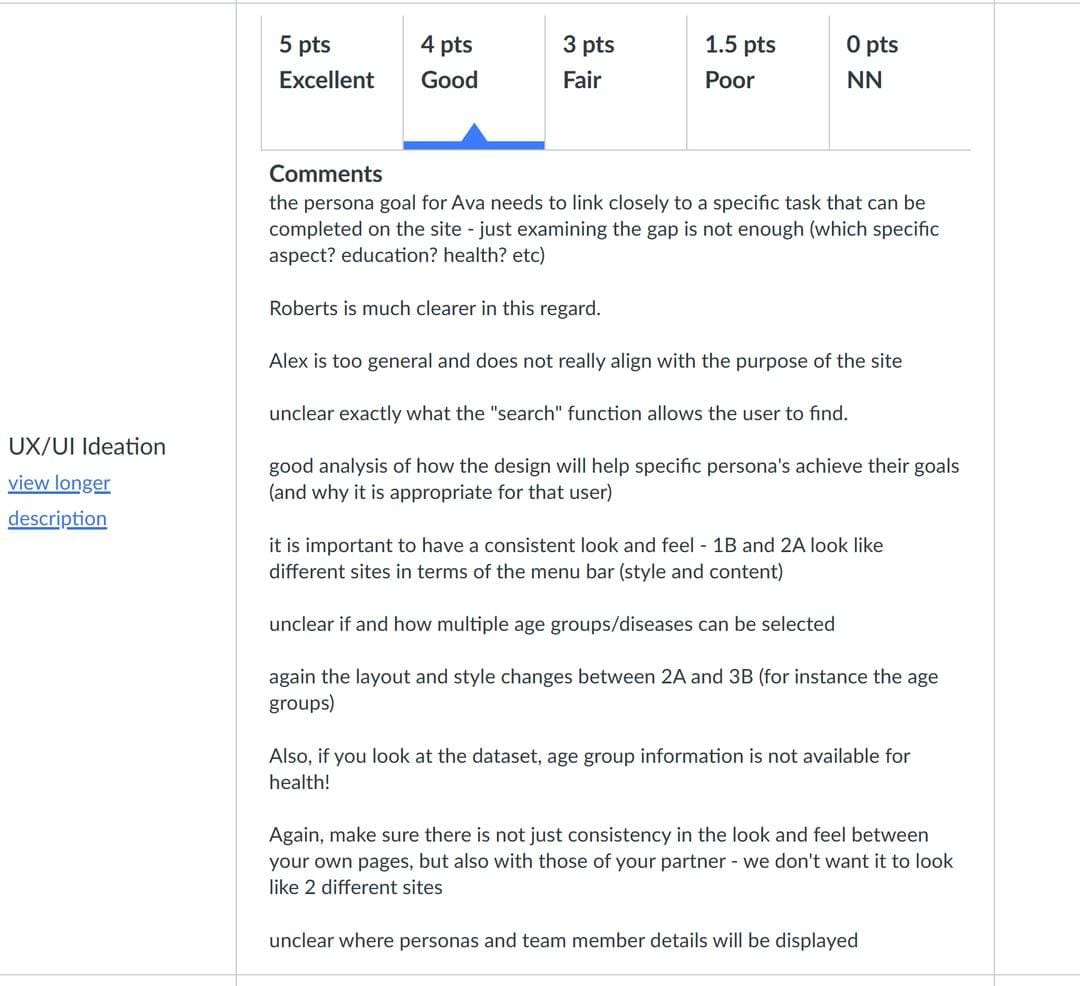 5 pts
Excellent
4 pts
Good
3 pts
Fair
1.5 pts
Poor
0 pts
NN
UX/UI Ideation
view longer
description
Comments
the persona goal for Ava needs to link closely to a specific task that can be
completed on the site - just examining the gap is not enough (which specific
aspect? education? health? etc)
Roberts is much clearer in this regard.
Alex is too general and does not really align with the purpose of the site
unclear exactly what the "search" function allows the user to find.
good analysis of how the design will help specific persona's achieve their goals
(and why it is appropriate for that user)
it is important to have a consistent look and feel - 1B and 2A look like
different sites in terms of the menu bar (style and content)
unclear if and how multiple age groups/diseases can be selected
again the layout and style changes between 2A and 3B (for instance the age
groups)
Also, if you look at the dataset, age group information is not available for
health!
Again, make sure there is not just consistency in the look and feel between
your own pages, but also with those of your partner - we don't want it to look
like 2 different sites
unclear where personas and team member details will be displayed